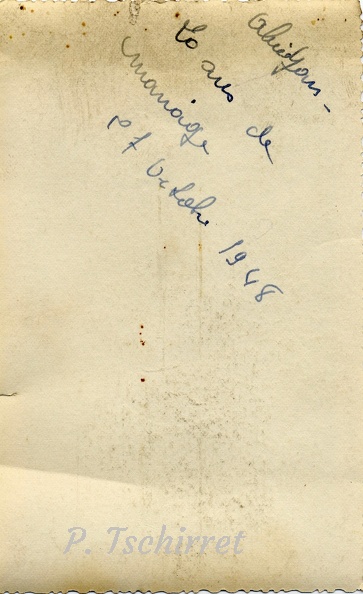 Abidjan -
10 ans de
mariage
27 Octobre 1948
P. Tschirret